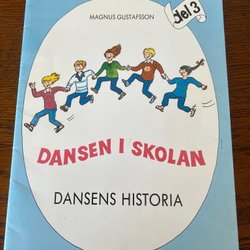 MAGNUS GUSTAFSSON
del 3
DANSEN I SKOLAN
DANSENS HISTORIA